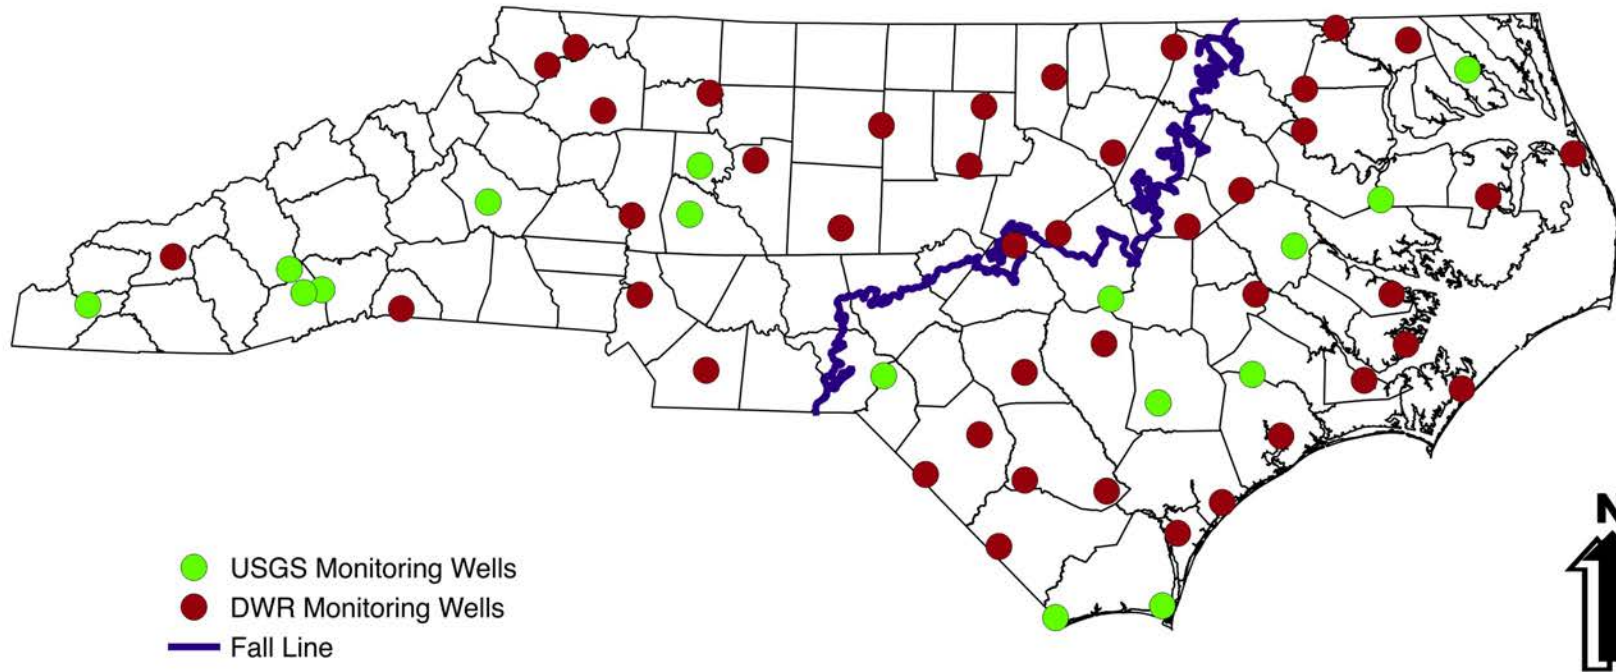 N
USGS Monitoring Wells
DWR Monitoring Wells
Fall Line